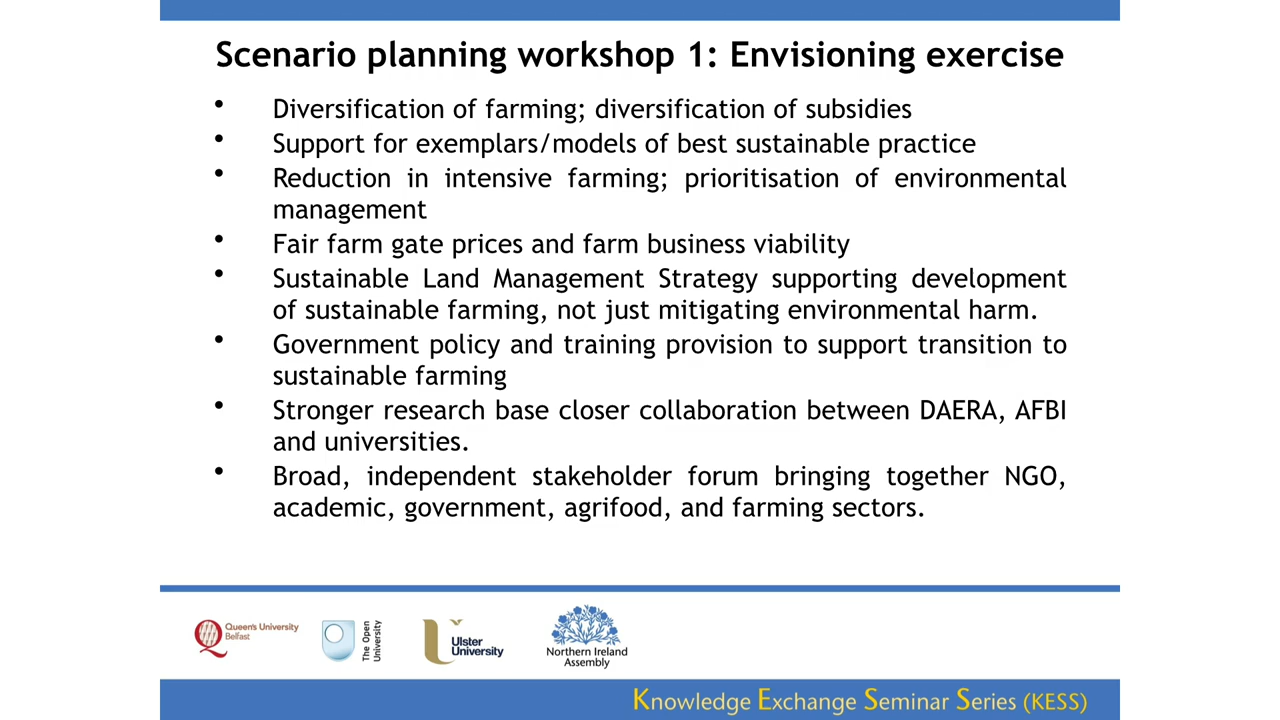 Scenario planning workshop 1: Envisioning exercise
• Diversification of farming; diversification of subsidies
• Support for exemplars/models of best sustainable practice
• Reduction in intensive farming; prioritisation of environmental
management
• Fair farm gate prices and farm business viability
• Sustainable Land Management Strategy supporting development
of sustainable farming, not just mitigating environmental harm.
• Government policy and training provision to support transition to
sustainable farming
• Stronger research base closer collaboration between DAERA, AFBI
and universities.
• Broad, independent stakeholder forum bringing together NGO,
academic, government, agrifood, and farming sectors.
Queen's University
Belfast
The Open
University
Ulster
University
Northern Ireland
Assembly
Knowledge Exchange Seminar Series (KESS)